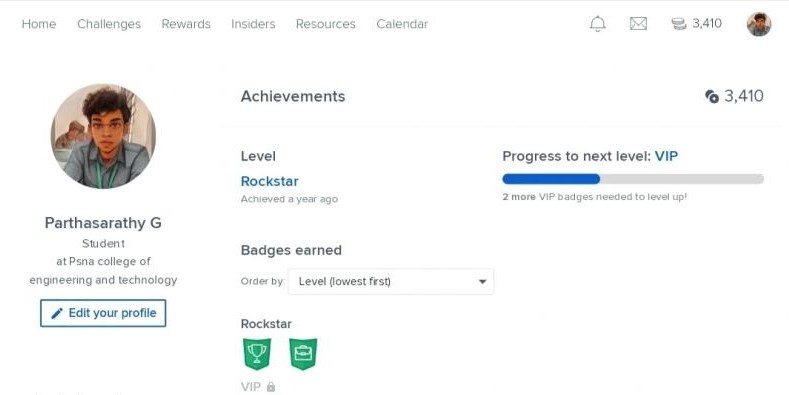 Home Challenges Rewards Insiders Resources Calendar 3,410
Achievements 3,410
Level
Rockstar
Achieved a year ago
Progress to next level: VIP
2 more VIP badges needed to level up!
Parthasarathy G
Student
at Psna college of
engineering and technology
Edit your profile
Badges earned
Order by: Level (lowest first)
Rockstar
VIP